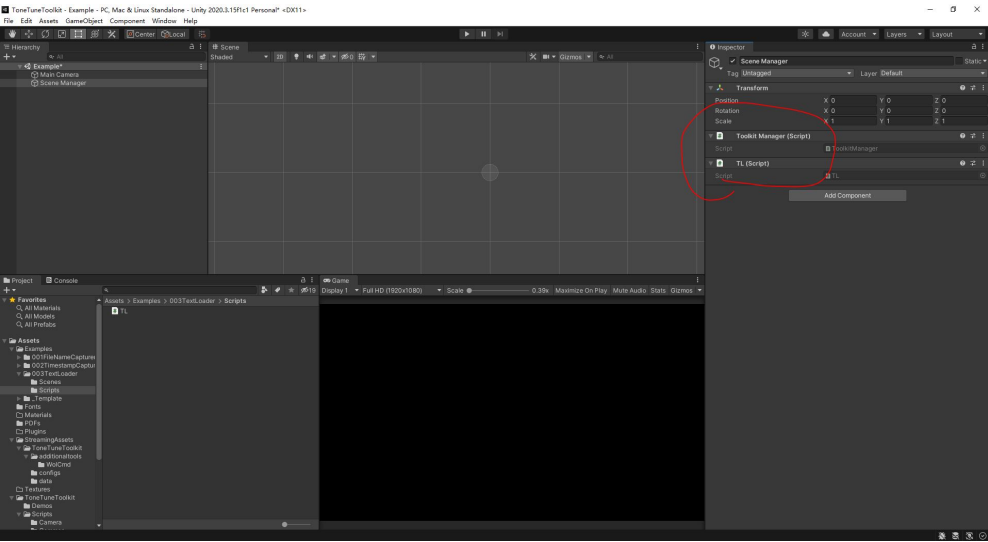 ToneTuneToolkit - Example - PC, Mac & Linux Standalone - Unity 2020.3.15f1c1 Personal* <DX11>
File Edit Assets GameObject Component Window Help
Center Local
Account Layers Layout
Hierarchy
All
Example*
Main Camera
Scene Manager
Scene
Shaded 2D 0 Gizmos All
Inspector
Scene Manager Static
Tag Untagged Layer Default
Transform
Position X 0 Y 0 Z 0
Rotation X 0 Y 0 Z 0
Scale X 1 Y 1 Z 1
Toolkit Manager (Script)
Script ToolkitManager
TL (Script)
Script TL
Add Component
Project Console
16
Favorites
All Materials
All Models
All Prefabs
Assets
Examples
001FileNameCapturer
002TimestampCaptur
003TextLoader
Scenes
Scripts
_Template
Fonts
Materials
PDFs
Plugins
StreamingAssets
ToneTuneToolkit
additionaltools
WolCmd
configs
data
Textures
ToneTuneToolkit
Demos
Scripts
Camera
Assets > Examples > 003TextLoader > Scripts
TL
Game
Display 1 Full HD (1920x1080) Scale 0.39x Maximize On Play Mute Audio Stats Gizmos